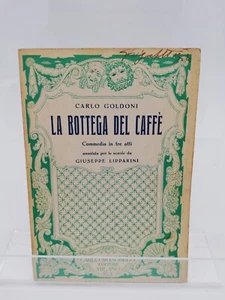 CARLO GOLDONI
LA BOTTEGA DEL CAFFÈ
Commedia in tre atti
annotata per le scuole da
GIUSEPPE LIPPARINI